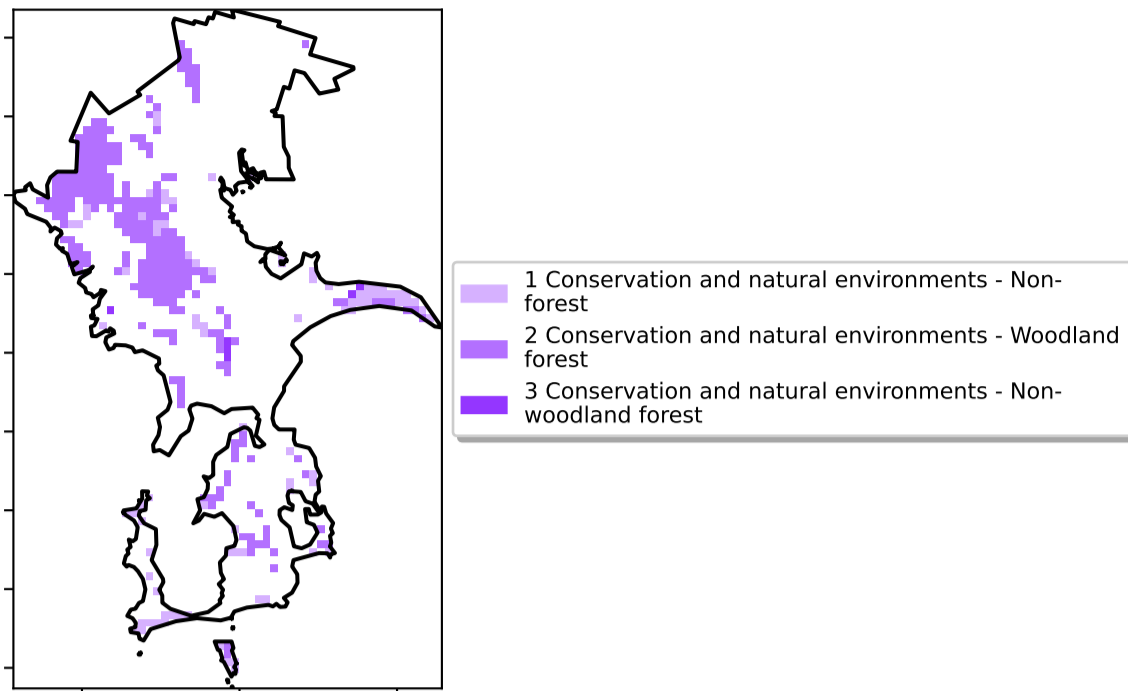 1 Conservation and natural environments - Non-
forest
2 Conservation and natural environments - Woodland
forest
3 Conservation and natural environments - Non-
woodland forest